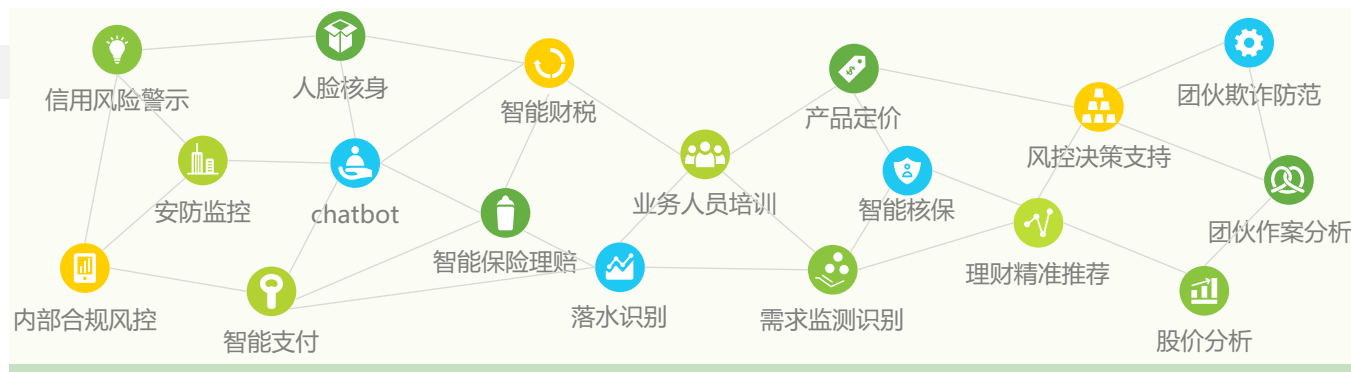 信用风险警示
人脸核身
智能财税
产品定价
团伙欺诈防范
安防监控
chatbot
业务人员培训
智能核保
风控决策支持
内部合规风控
智能支付
智能保险理赔
落水识别
需求监测识别
理财精准推荐
团伙作案分析
股价分析